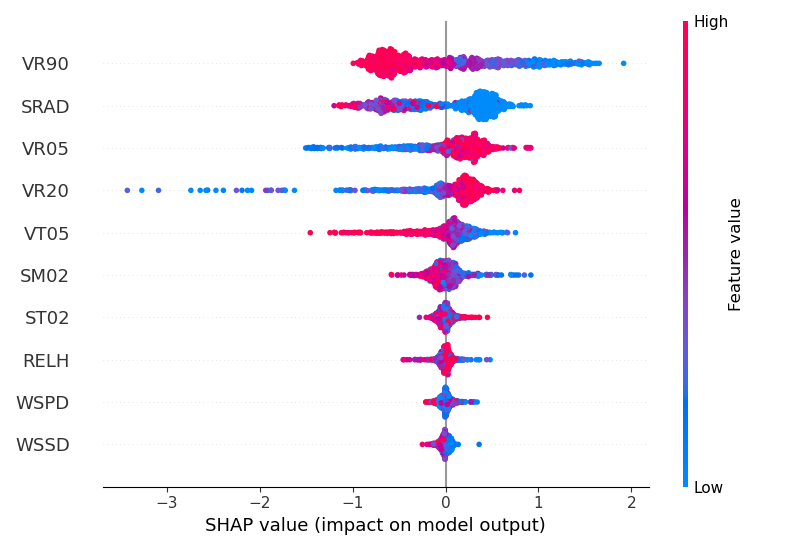 High
VR90
SRAD
VR05
VR20
VT05
SM02
ST02
RELH
WSPD
WSSD
Feature value
Low
−3 −2 −1 0 1 2
SHAP value (impact on model output)